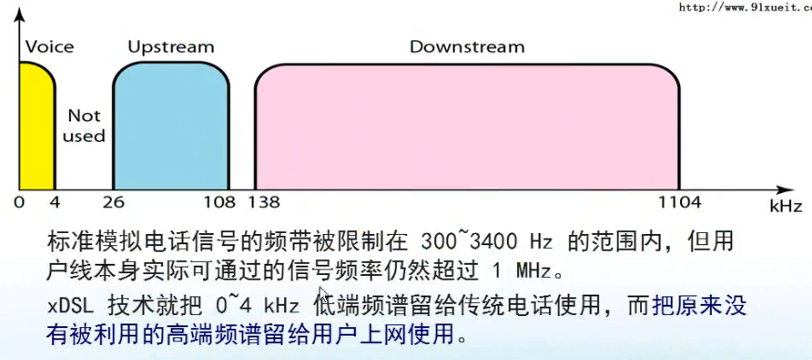 http://www.91xueit.c
Voice
Upstream
Downstream
Not
used
0 4 26 108 138 1104 kHz
标准模拟电话信号的频带被限制在 300~3400 Hz 的范围内，但用
户线本身实际可通过的信号频率仍然超过 1 MHz。
xDSL 技术就把 0~4 kHz 低端频谱留给传统电话使用，而把原来没
有被利用的高端频谱留给用户上网使用。